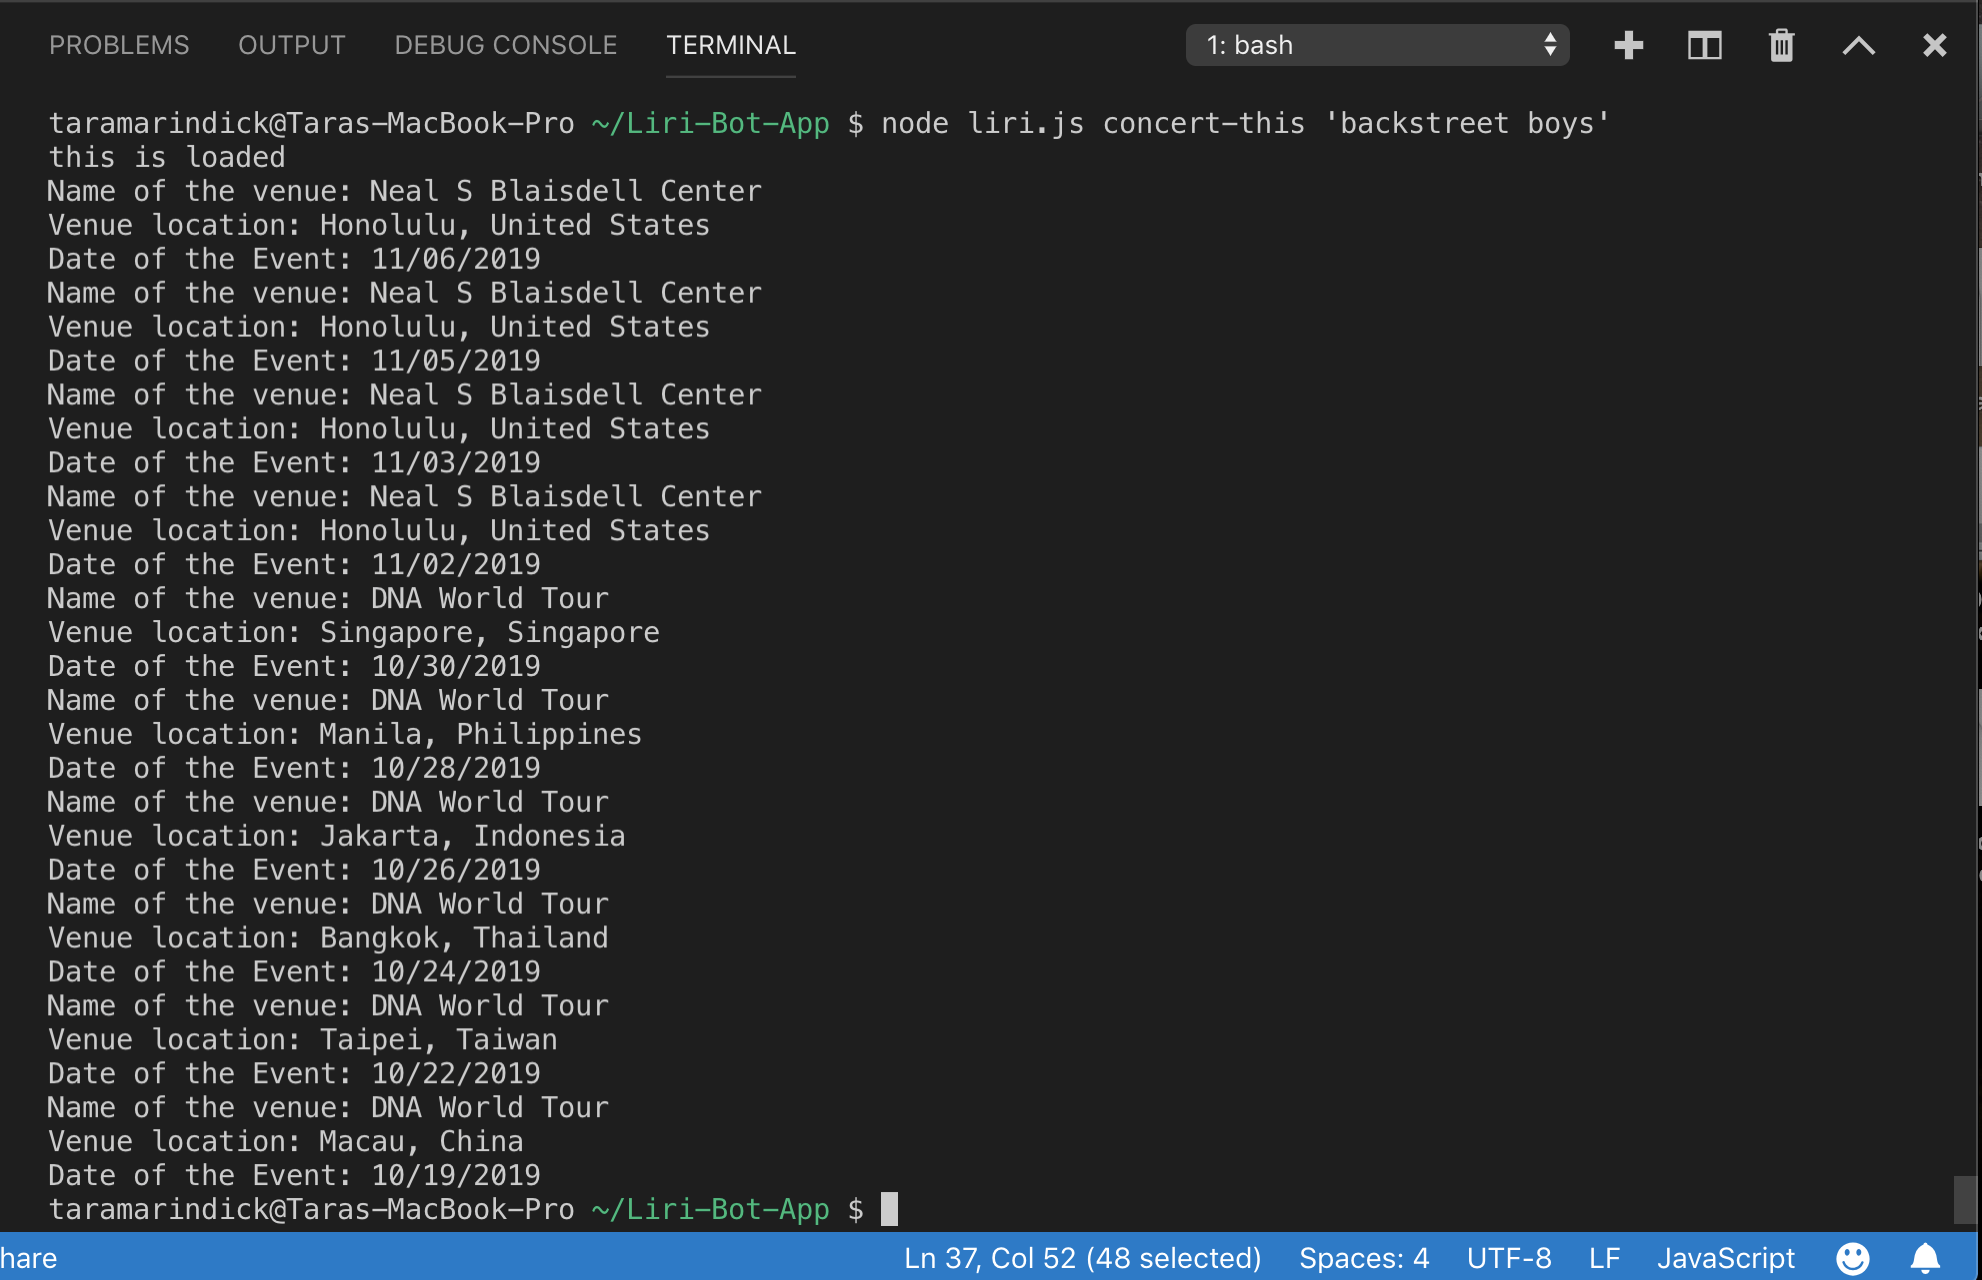 PROBLEMS OUTPUT DEBUG CONSOLE TERMINAL 1: bash
taramarindick@Taras-MacBook-Pro ~/Liri-Bot-App $ node liri.js concert-this 'backstreet boys'
this is loaded
Name of the venue: Neal S Blaisdell Center
Venue location: Honolulu, United States
Date of the Event: 11/06/2019
Name of the venue: Neal S Blaisdell Center
Venue location: Honolulu, United States
Date of the Event: 11/05/2019
Name of the venue: Neal S Blaisdell Center
Venue location: Honolulu, United States
Date of the Event: 11/03/2019
Name of the venue: Neal S Blaisdell Center
Venue location: Honolulu, United States
Date of the Event: 11/02/2019
Name of the venue: DNA World Tour
Venue location: Singapore, Singapore
Date of the Event: 10/30/2019
Name of the venue: DNA World Tour
Venue location: Manila, Philippines
Date of the Event: 10/28/2019
Name of the venue: DNA World Tour
Venue location: Jakarta, Indonesia
Date of the Event: 10/26/2019
Name of the venue: DNA World Tour
Venue location: Bangkok, Thailand
Date of the Event: 10/24/2019
Name of the venue: DNA World Tour
Venue location: Taipei, Taiwan
Date of the Event: 10/22/2019
Name of the venue: DNA World Tour
Venue location: Macau, China
Date of the Event: 10/19/2019
taramarindick@Taras-MacBook-Pro ~/Liri-Bot-App $
hare Ln 37, Col 52 (48 selected) Spaces: 4 UTF-8 LF JavaScript